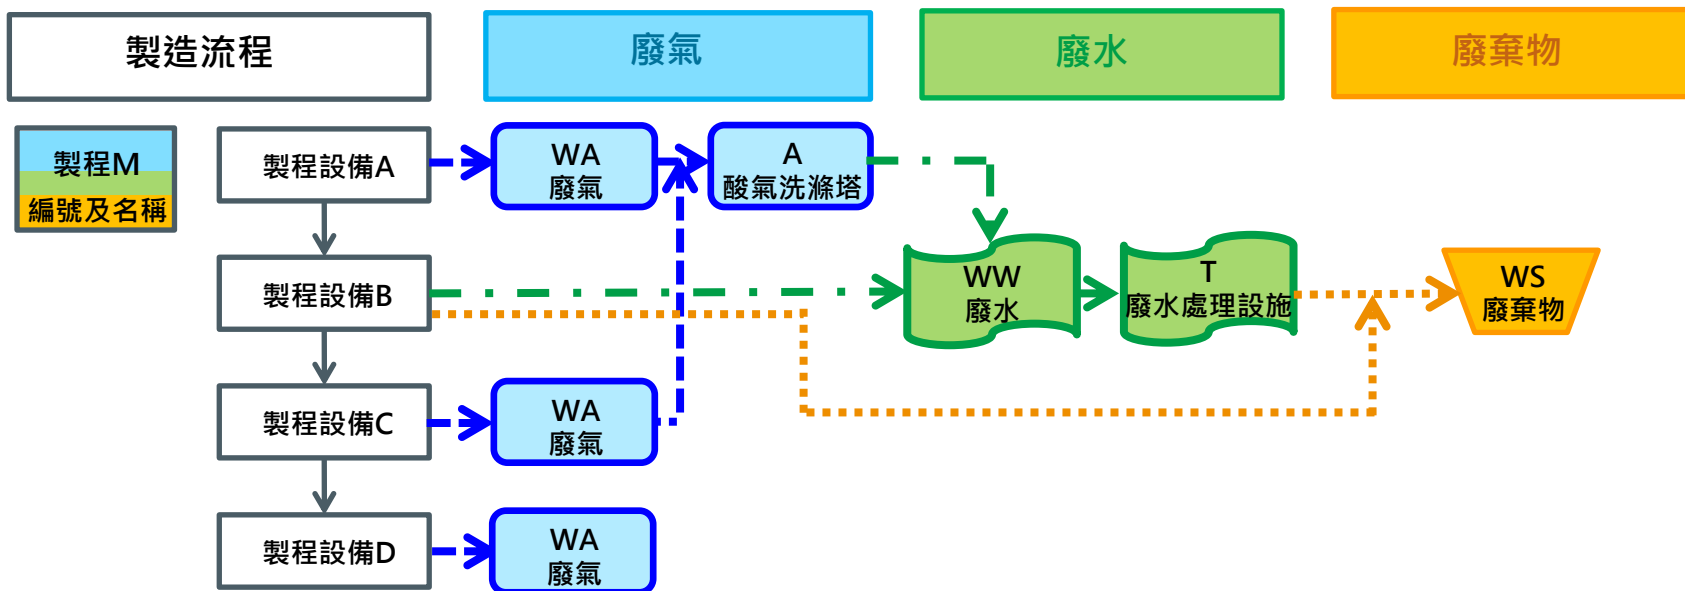 製造流程
廢氣
廢水
廢棄物
製程M
編號及名稱
製程設備A
WA
廢氣
A
酸氣洗滌塔
製程設備B
WW
廢水
T
廢水處理設施
WS
廢棄物
製程設備C
WA
廢氣
製程設備D
WA
廢氣